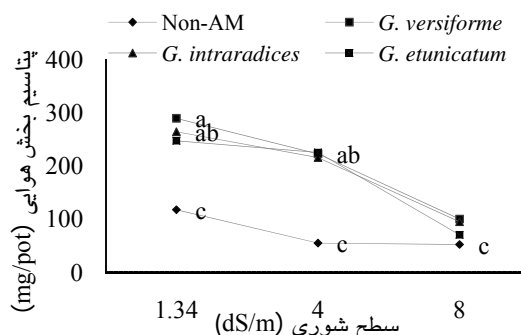 Non-AM G. versiforme
G. intraradices G. etunicatum
پتاسیم بخش هوایی (mg/pot)
400
300
200
100
0
a
ab
ab
c
c
c
1.34 4 8
سطح شوری (dS/m)